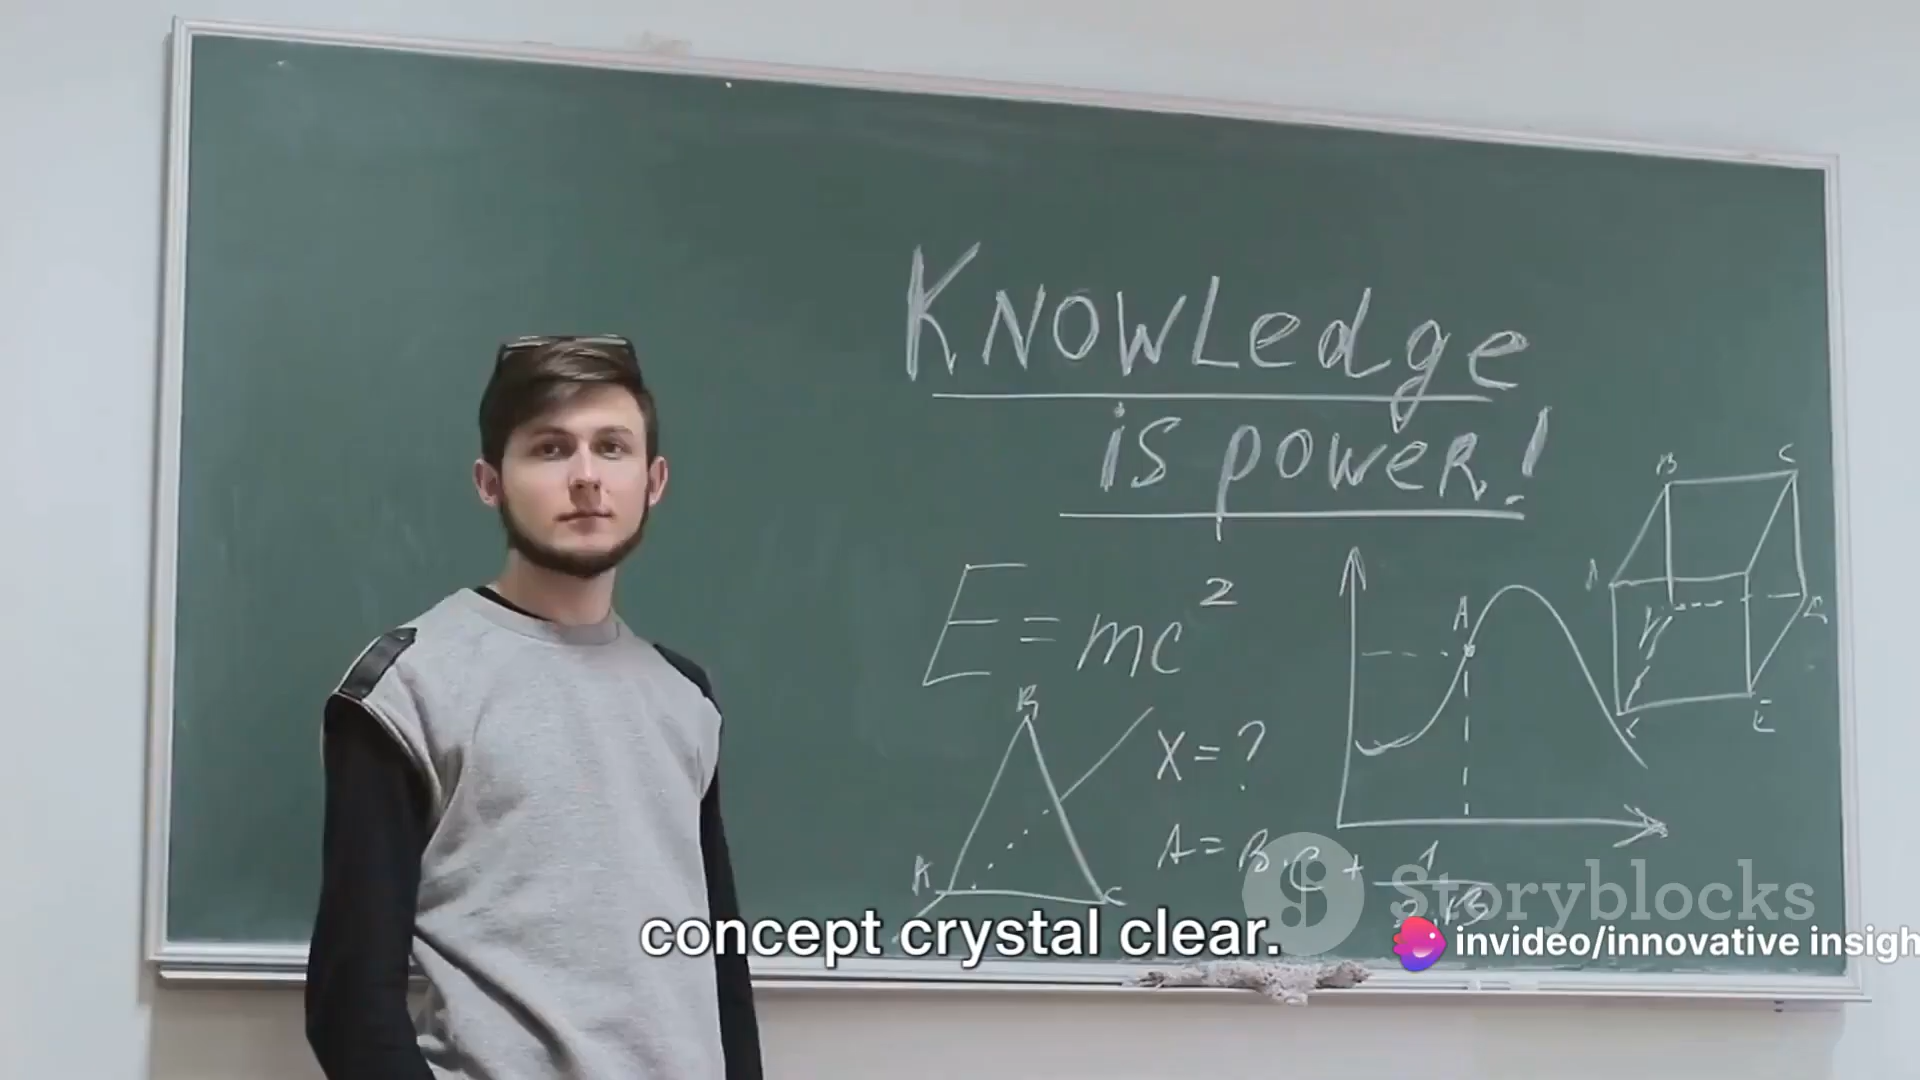 Knowledge
is power!
E = mc²
B
K
C
X = ?
A = B·C +
A
B
C
A
E
Storyblocks
concept crystal clear.
invideo/innovative insigh